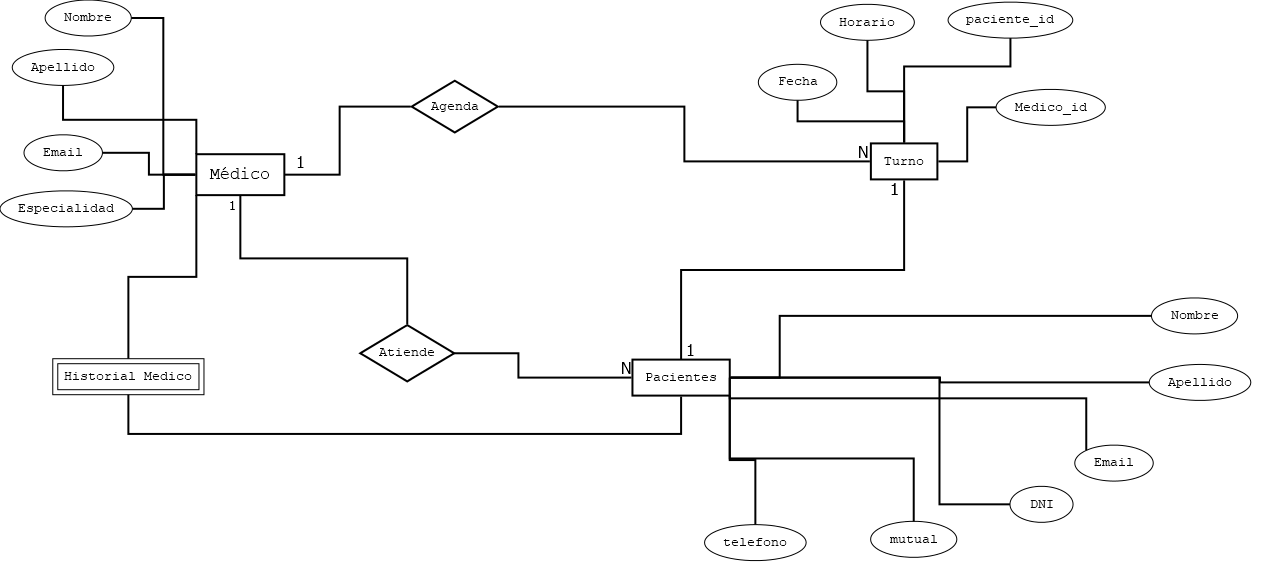 Nombre
Horario
paciente_id
Apellido
Fecha
Agenda
Medico_id
Email
N
Turno
1
Médico
1
Especialidad
1
Nombre
1
Atiende
N
Pacientes
Historial Medico
Apellido
Email
DNI
telefono
mutual